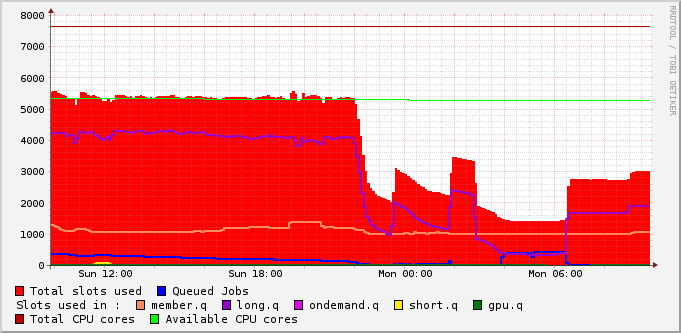 RRDTOOL / TOBI OETIKER
8000
7000
6000
5000
4000
3000
2000
1000
0
Sun 12:00 Sun 18:00 Mon 00:00 Mon 06:00
Total slots used Queued Jobs
Slots used in : member.q long.q ondemand.q short.q gpu.q
Total CPU cores Available CPU cores